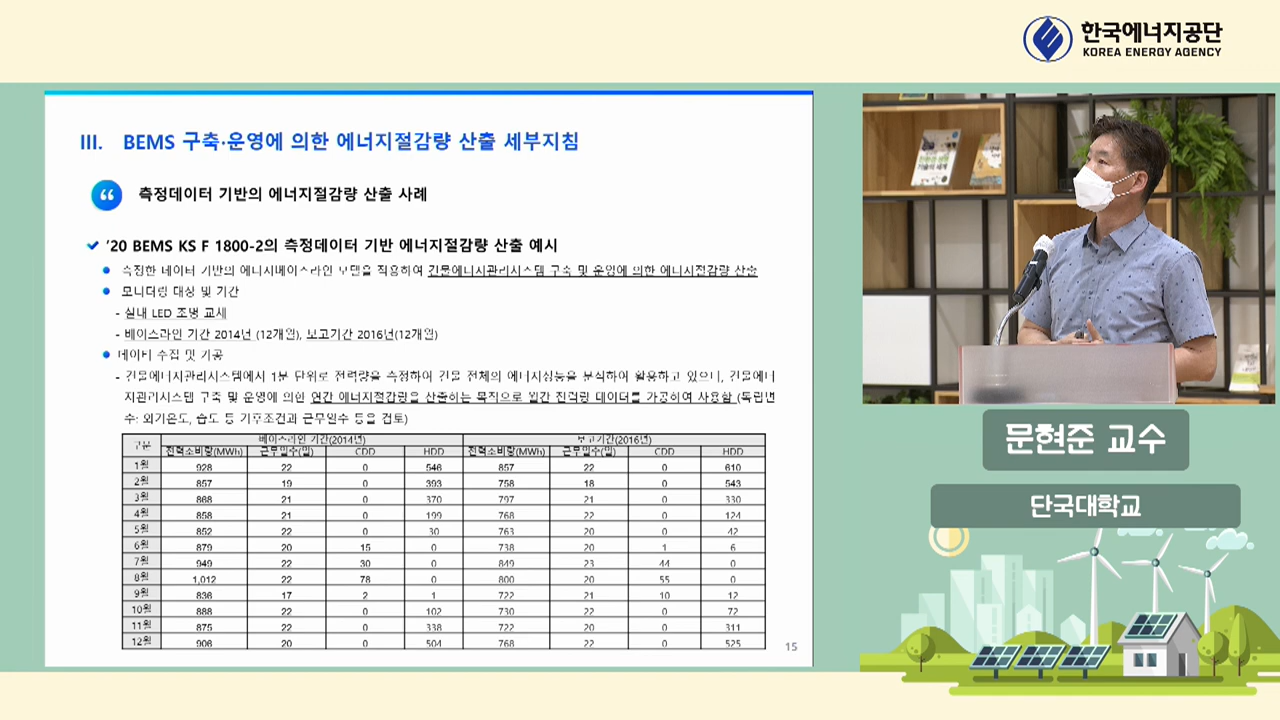 한국에너지공단
KOREA ENERGY AGENCY
III. BEMS 구축·운영에 의한 에너지절감량 산출 세부지침
측정데이터 기반의 에너지절감량 산출 사례
'20 BEMS KS F 1800-2의 측정데이터 기반 에너지절감량 산출 예시
측정한 데이터 기반의 에너지베이스라인 모델을 적용하여 건물에너지관리시스템 구축 및 운영에 의한 에너지절감량 산출
모니터링 대상 및 기간
- 실내 LED 조명 교체
- 베이스라인 기간 2014년 (12개월), 보고기간 2016년(12개월)
데이터 수집 및 가공
- 건물에너지관리시스템에서 1분 단위로 전력량을 측정하여 건물 전체의 에너지성능을 분석하여 활용하고 있으나, 건물에너
지관리시스템 구축 및 운영에 의한 연간 에너지절감량을 산출하는 목적으로 월간 전력량 데이터를 가공하여 사용함 (독립변
수: 외기온도, 습도 등 기후조건과 근무일수 등을 검토)
구분 베이스라인 기간(2014년) 보고기간(2016년)
전력소비량(MWh) 근무일수(일) CDD HDD 전력소비량(MWh) 근무일수(일) CDD HDD
1월 928 22 0 546 857 22 0 610
2월 857 19 0 393 758 18 0 543
3월 868 21 0 370 797 21 0 330
4월 858 21 0 199 768 22 0 124
5월 852 22 0 30 763 20 0 42
6월 879 20 15 0 738 20 1 6
7월 949 22 30 0 849 23 44 0
8월 1,012 22 78 0 800 20 55 0
9월 836 17 2 1 722 21 10 12
10월 888 22 0 102 730 22 0 72
11월 875 22 0 338 722 20 0 311
12월 906 20 0 504 768 22 0 525
15
문현준 교수
단국대학교